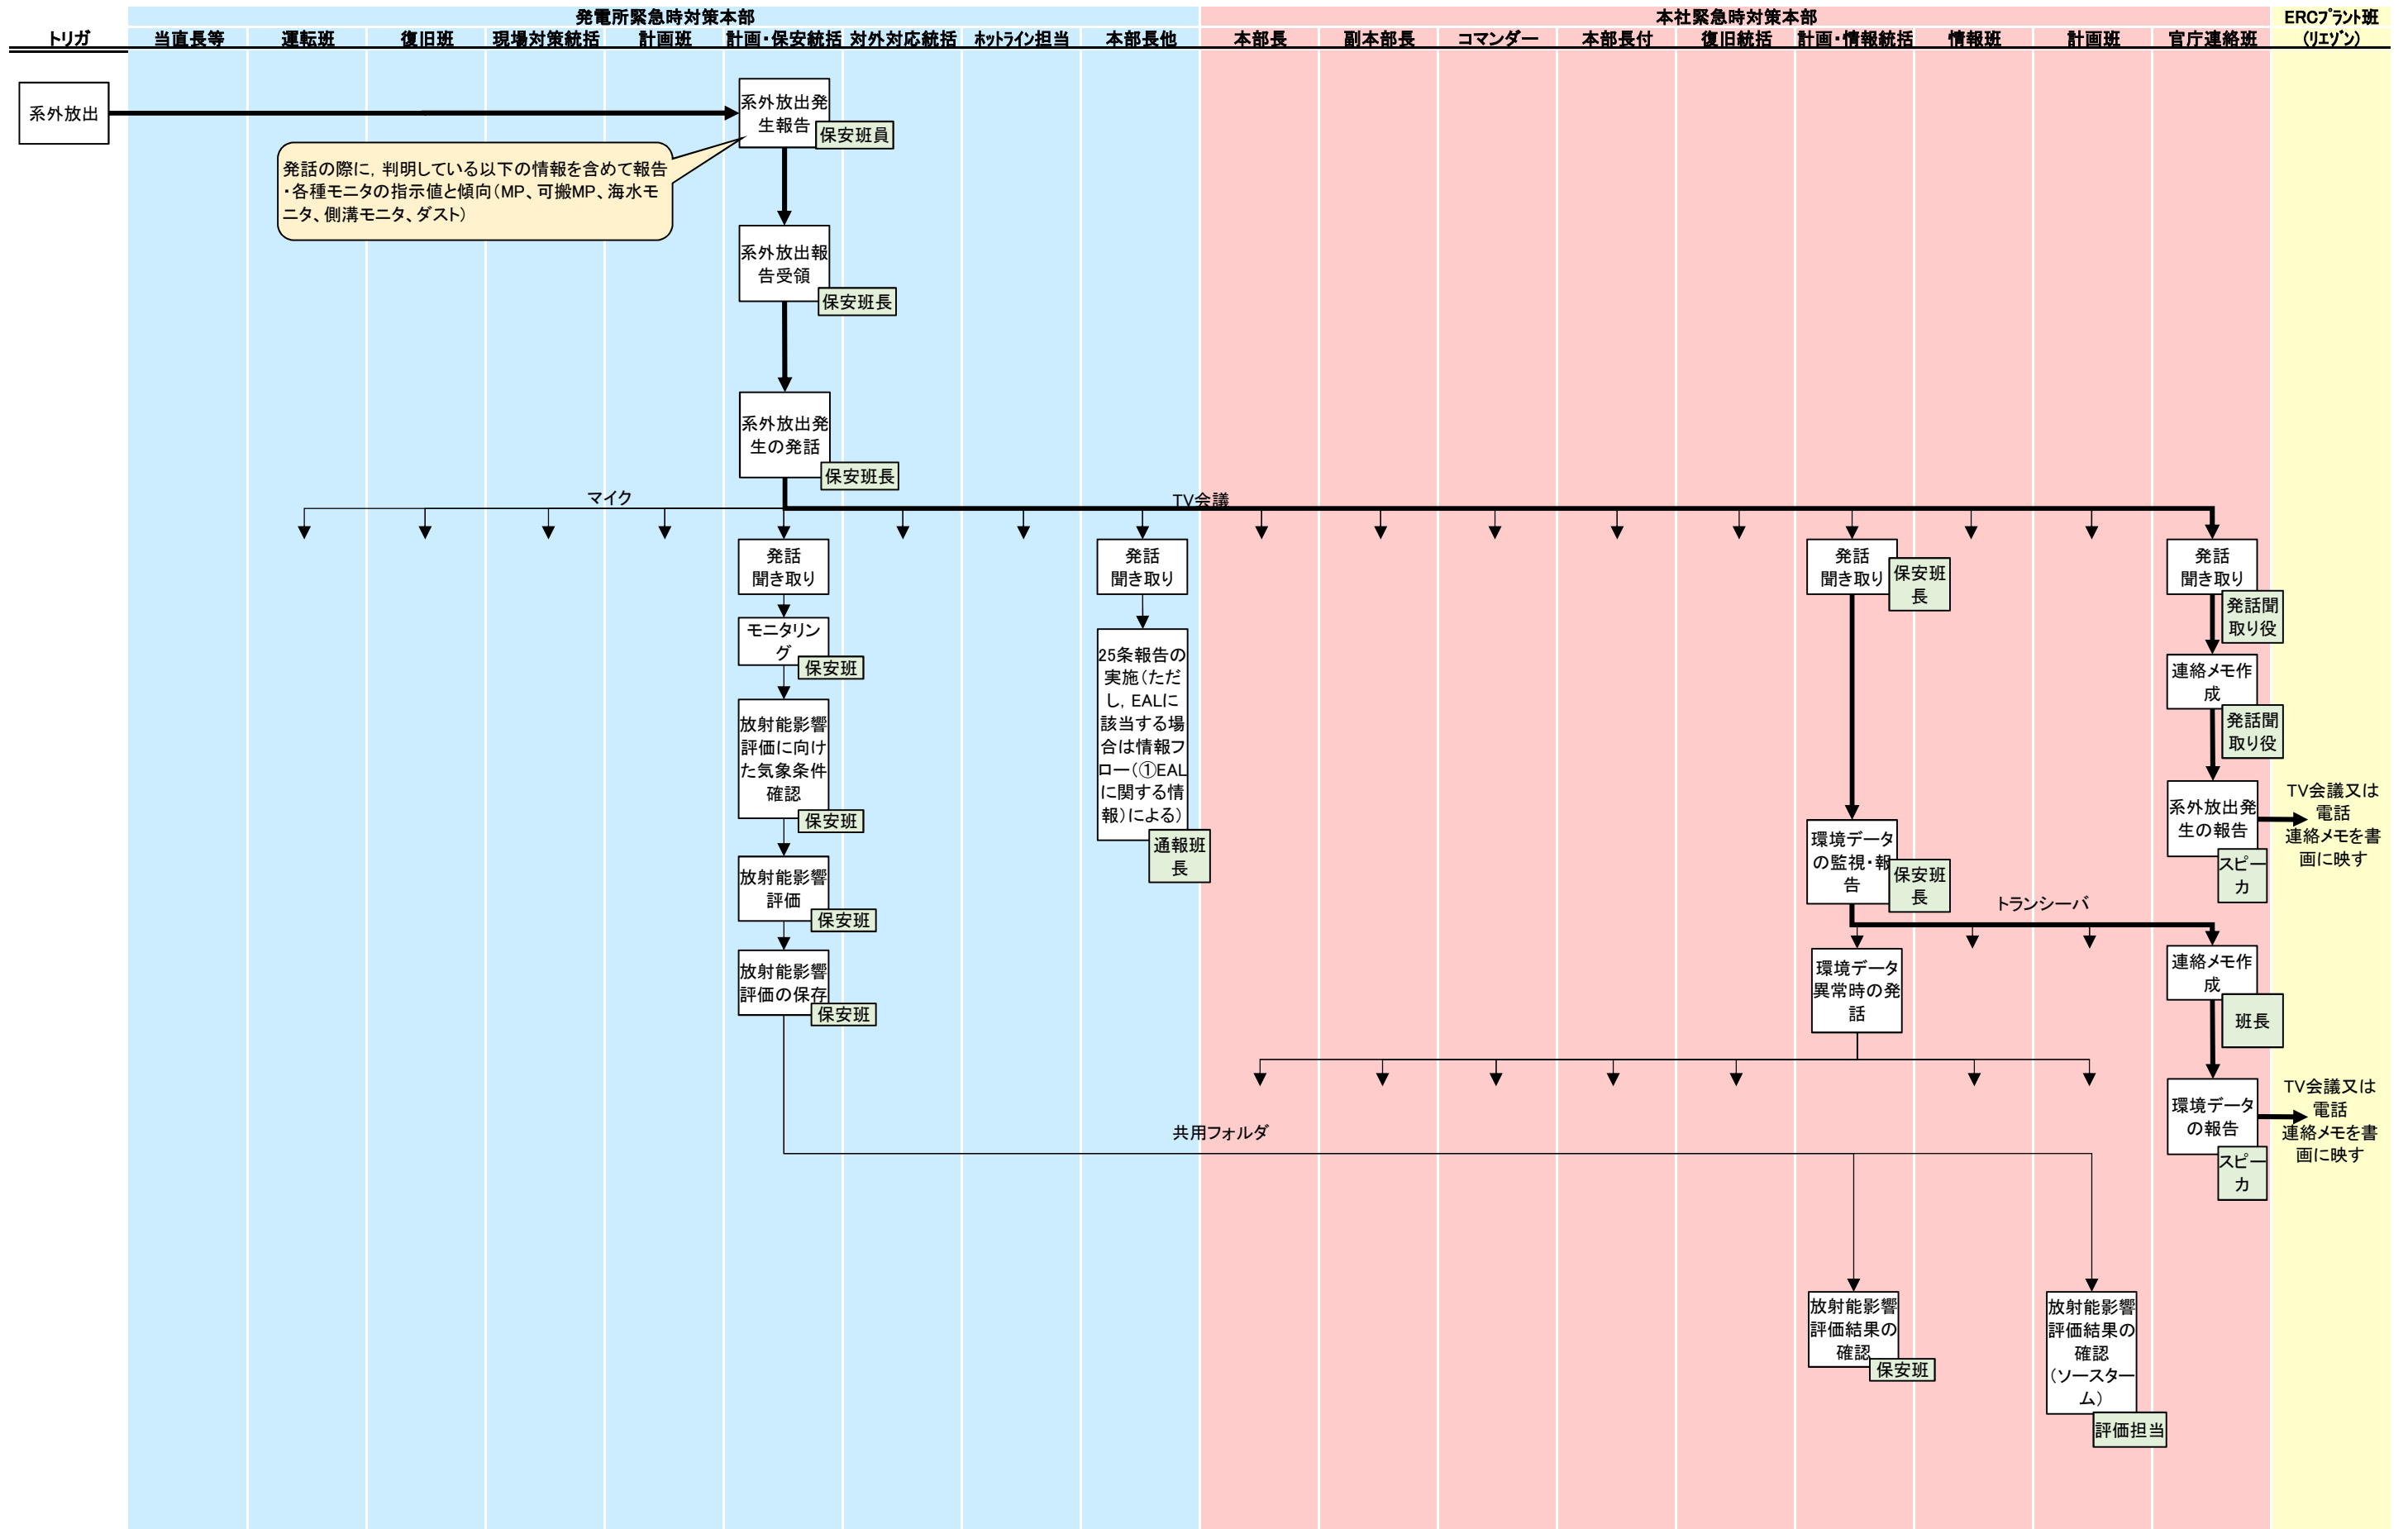 発電所緊急時対策本部
本社緊急時対策本部
ERCﾌﾟﾗﾝﾄ班
(ﾘｴｿﾞﾝ)
トリガ
当直長等
運転班
復旧班
現場対策統括
計画班
計画・保安統括
対外対応統括
ﾎｯﾄﾗｲﾝ担当
本部長他
本部長
副本部長
コマンダー
本部長付
復旧統括
計画・情報統括
情報班
計画班
官庁連絡班
系外放出
系外放出発
生報告
保安班員
発話の際に，判明している以下の情報を含めて報告
・各種モニタの指示値と傾向（MP、可搬MP、海水モ
ニタ、側溝モニタ、ダスト）
系外放出報
告受領
保安班長
系外放出発
生の発話
保安班長
マイク
TV会議
発話
聞き取り
モニタリン
グ
保安班
放射能影響
評価に向け
た気象条件
確認
保安班
放射能影響
評価
保安班
放射能影響
評価の保存
保安班
発話
聞き取り
25条報告の
実施（ただ
し，EALに
該当する場
合は情報フ
ロー（①EAL
に関する情
報）による）
通報班
長
発話
聞き取り
保安班
長
環境データ
の監視・報
告
保安班
長
トランシーバ
環境データ
異常時の発
話
発話
聞き取り
発話聞
取り役
連絡メモ作
成
発話聞
取り役
系外放出発
生の報告
スピー
カ
TV会議又は
電話
連絡メモを書
画に映す
連絡メモ作
成
班長
環境データ
の報告
スピー
カ
TV会議又は
電話
連絡メモを書
画に映す
共用フォルダ
放射能影響
評価結果の
確認
保安班
放射能影響
評価結果の
確認
（ソースター
ム）
評価担当